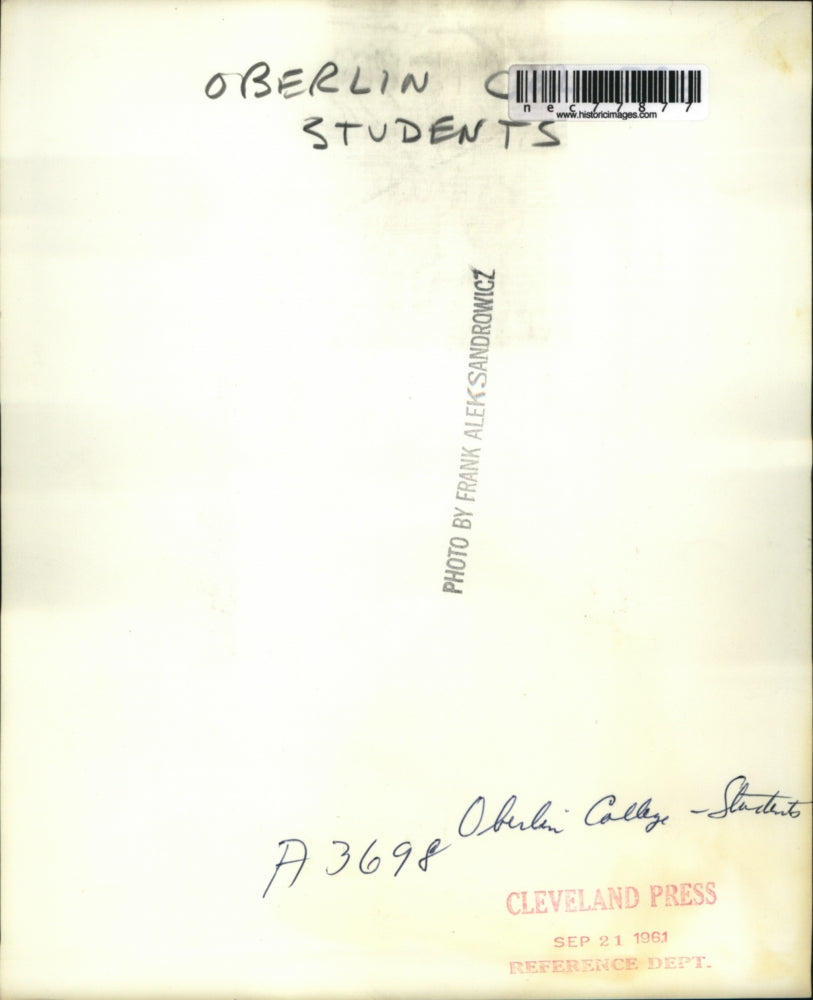 OBERLIN C
STUDENTS
nec77877
www.historicimages.com
PHOTO BY FRANK ALEKSANDROWICZ
Oberlin College - Students
A 3698
CLEVELAND PRESS
SEP 21 1961
REFERENCE DEPT.